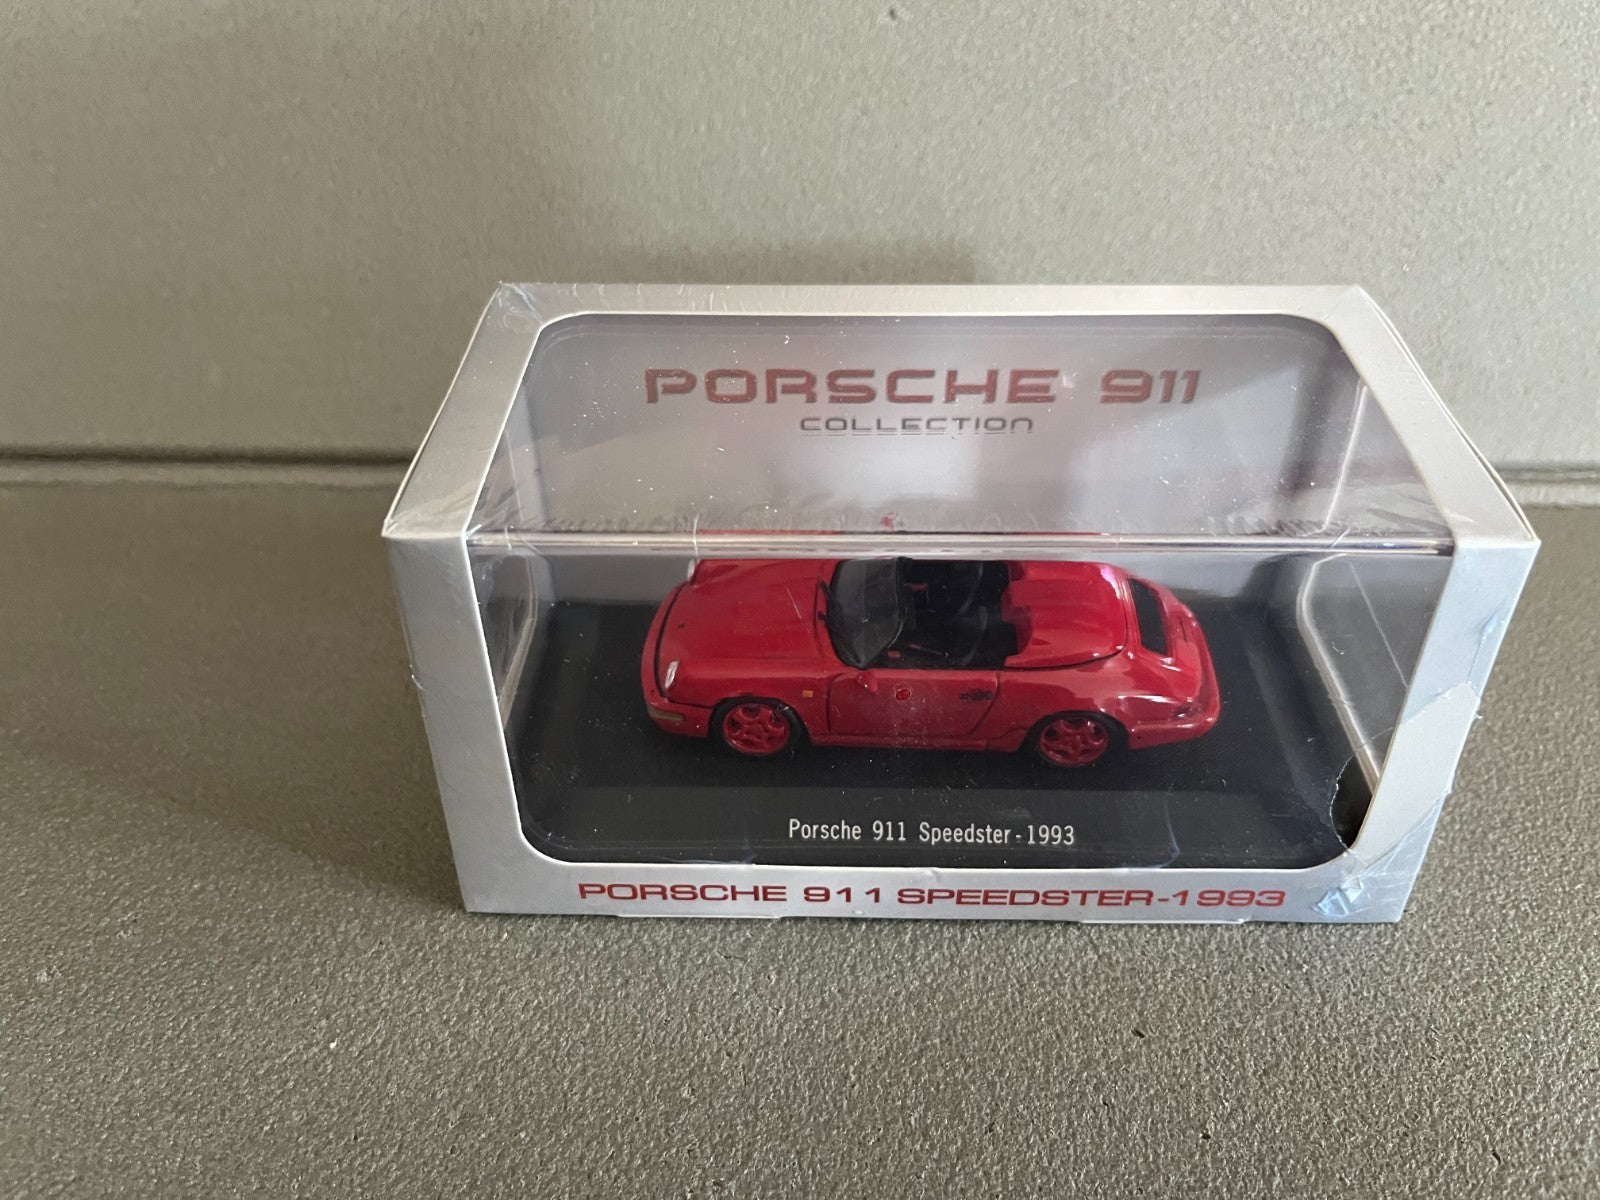 PORSCHE 911
COLLECTION
Porsche 911 Speedster-1993
PORSCHE 911 SPEEDSTER-1993